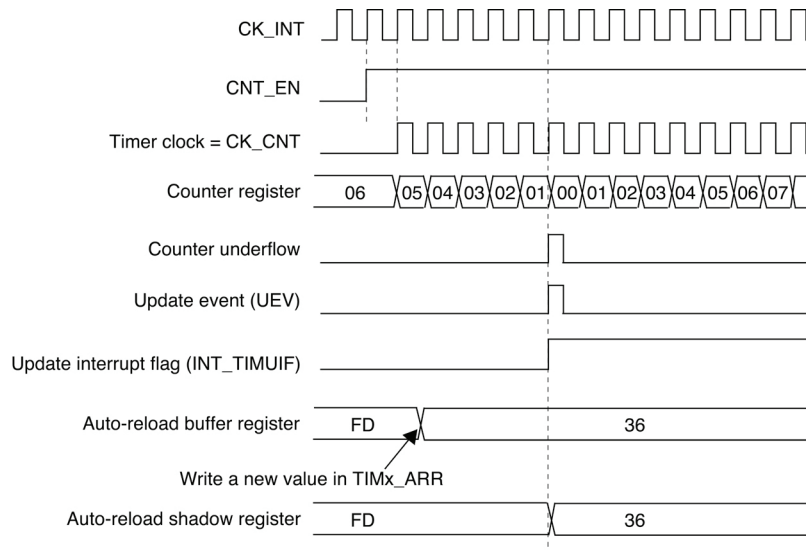 CK_INT
CNT_EN
Timer clock = CK_CNT
Counter register 06 05 04 03 02 01 00 01 02 03 04 05 06 07
Counter underflow
Update event (UEV)
Update interrupt flag (INT_TIMUIF)
Auto-reload buffer register FD 36
Write a new value in TIMx_ARR
Auto-reload shadow register FD 36